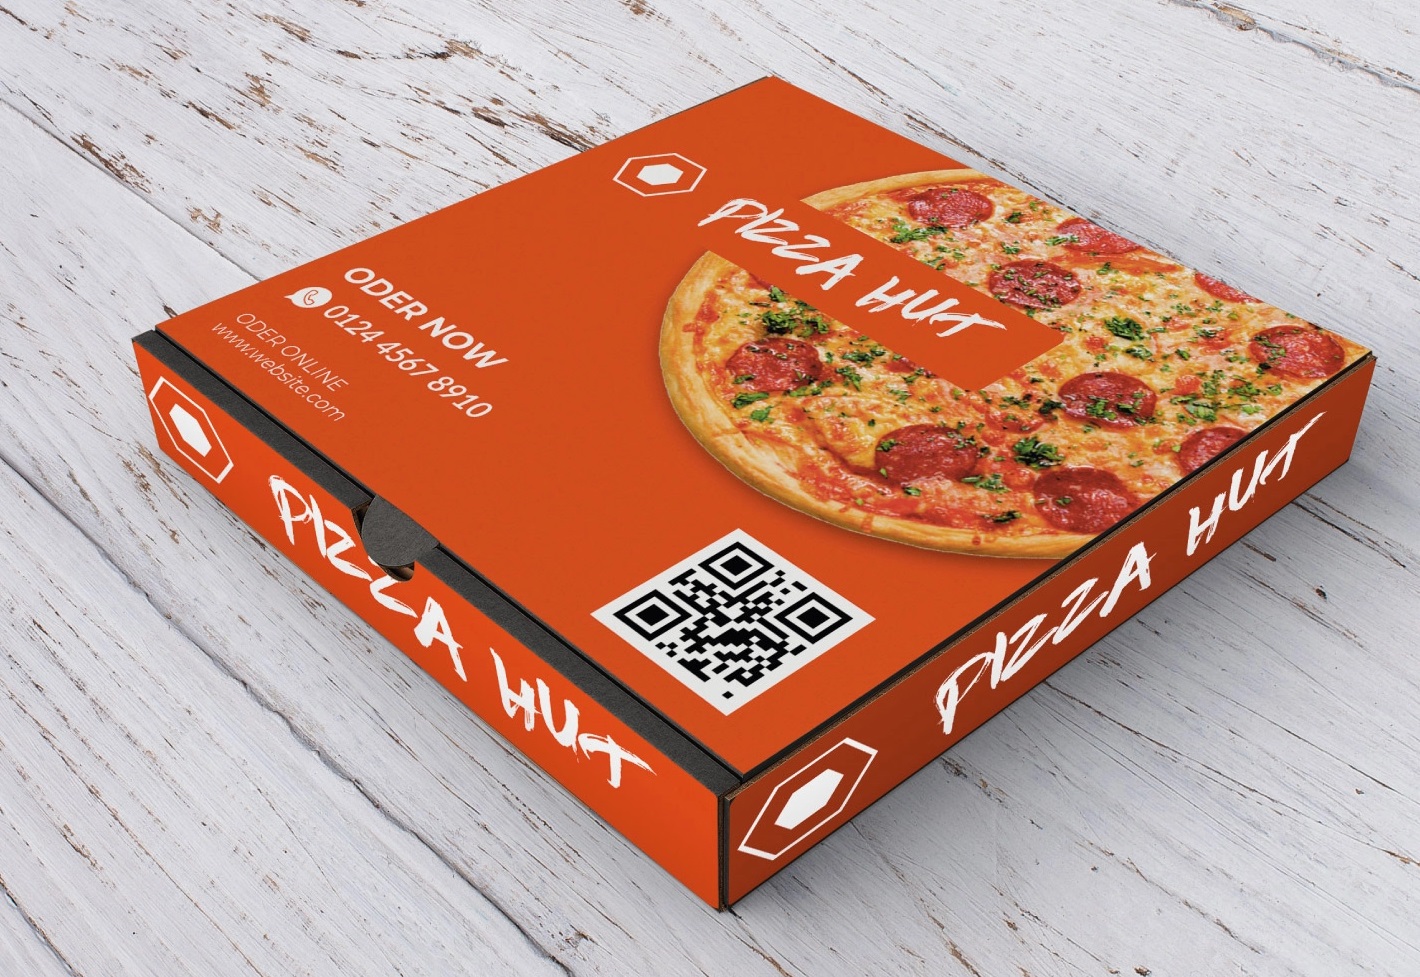 PIZZA HUT
ODER NOW
0124 4567 8910
ODER ONLINE
www.website.com
PIZZA HUT
PIZZA HUT